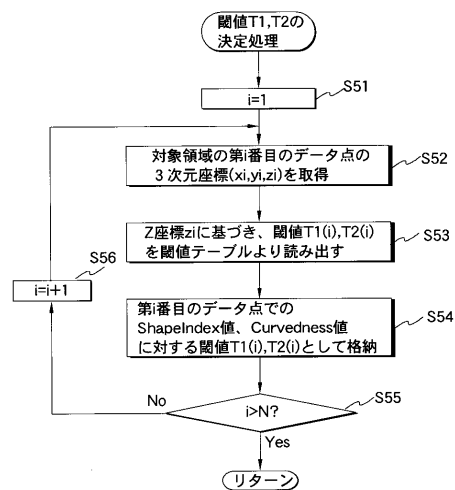 閾値T1,T2の
決定処理
i=1
S51
対象領域の第i番目のデータ点の
3次元座標(xi,yi,zi)を取得
S52
Z座標ziに基づき、閾値T1(i),T2(i)
を閾値テーブルより読み出す
S53
S56
i=i+1
第i番目のデータ点での
ShapeIndex値、Curvedness値
に対する閾値T1(i),T2(i)として格納
S54
No
i>N?
S55
Yes
リターン